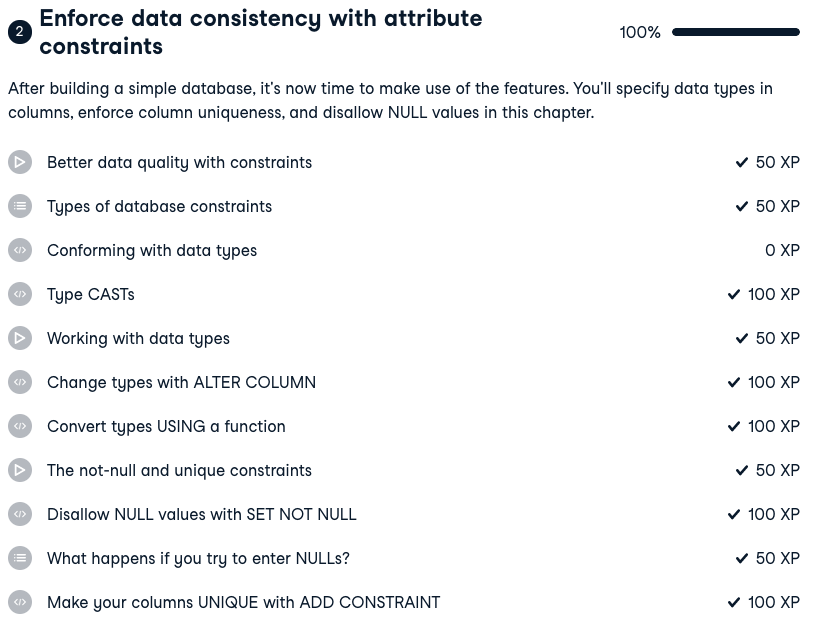 2 Enforce data consistency with attribute
constraints
100%
After building a simple database, it's now time to make use of the features. You'll specify data types in
columns, enforce column uniqueness, and disallow NULL values in this chapter.
Better data quality with constraints 50 XP
Types of database constraints 50 XP
Conforming with data types 0 XP
Type CASTs 100 XP
Working with data types 50 XP
Change types with ALTER COLUMN 100 XP
Convert types USING a function 100 XP
The not-null and unique constraints 50 XP
Disallow NULL values with SET NOT NULL 100 XP
What happens if you try to enter NULLs? 50 XP
Make your columns UNIQUE with ADD CONSTRAINT 100 XP